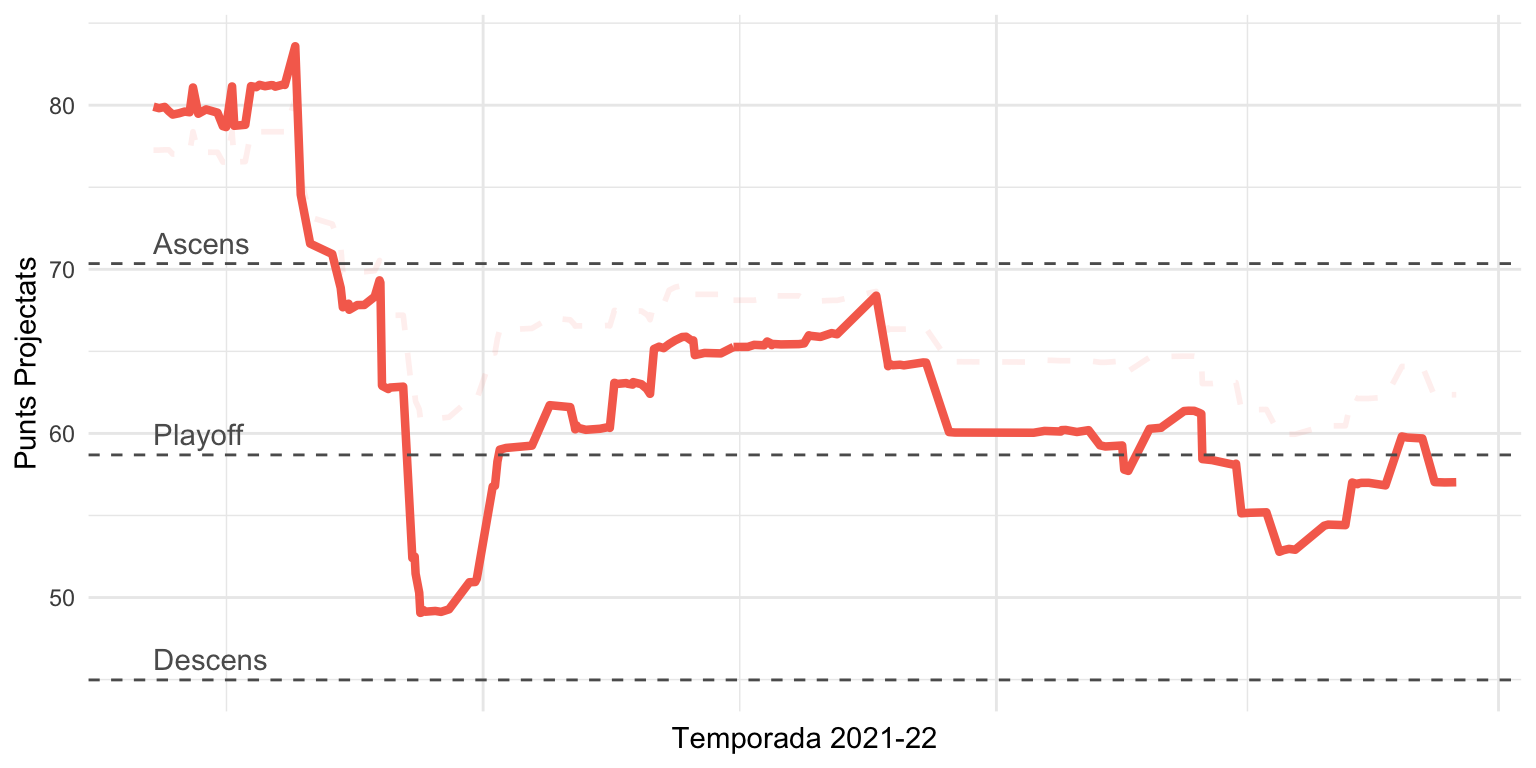 80
Ascens
70
Playoff
60
50
Descens
Punts Projectats
Temporada 2021-22